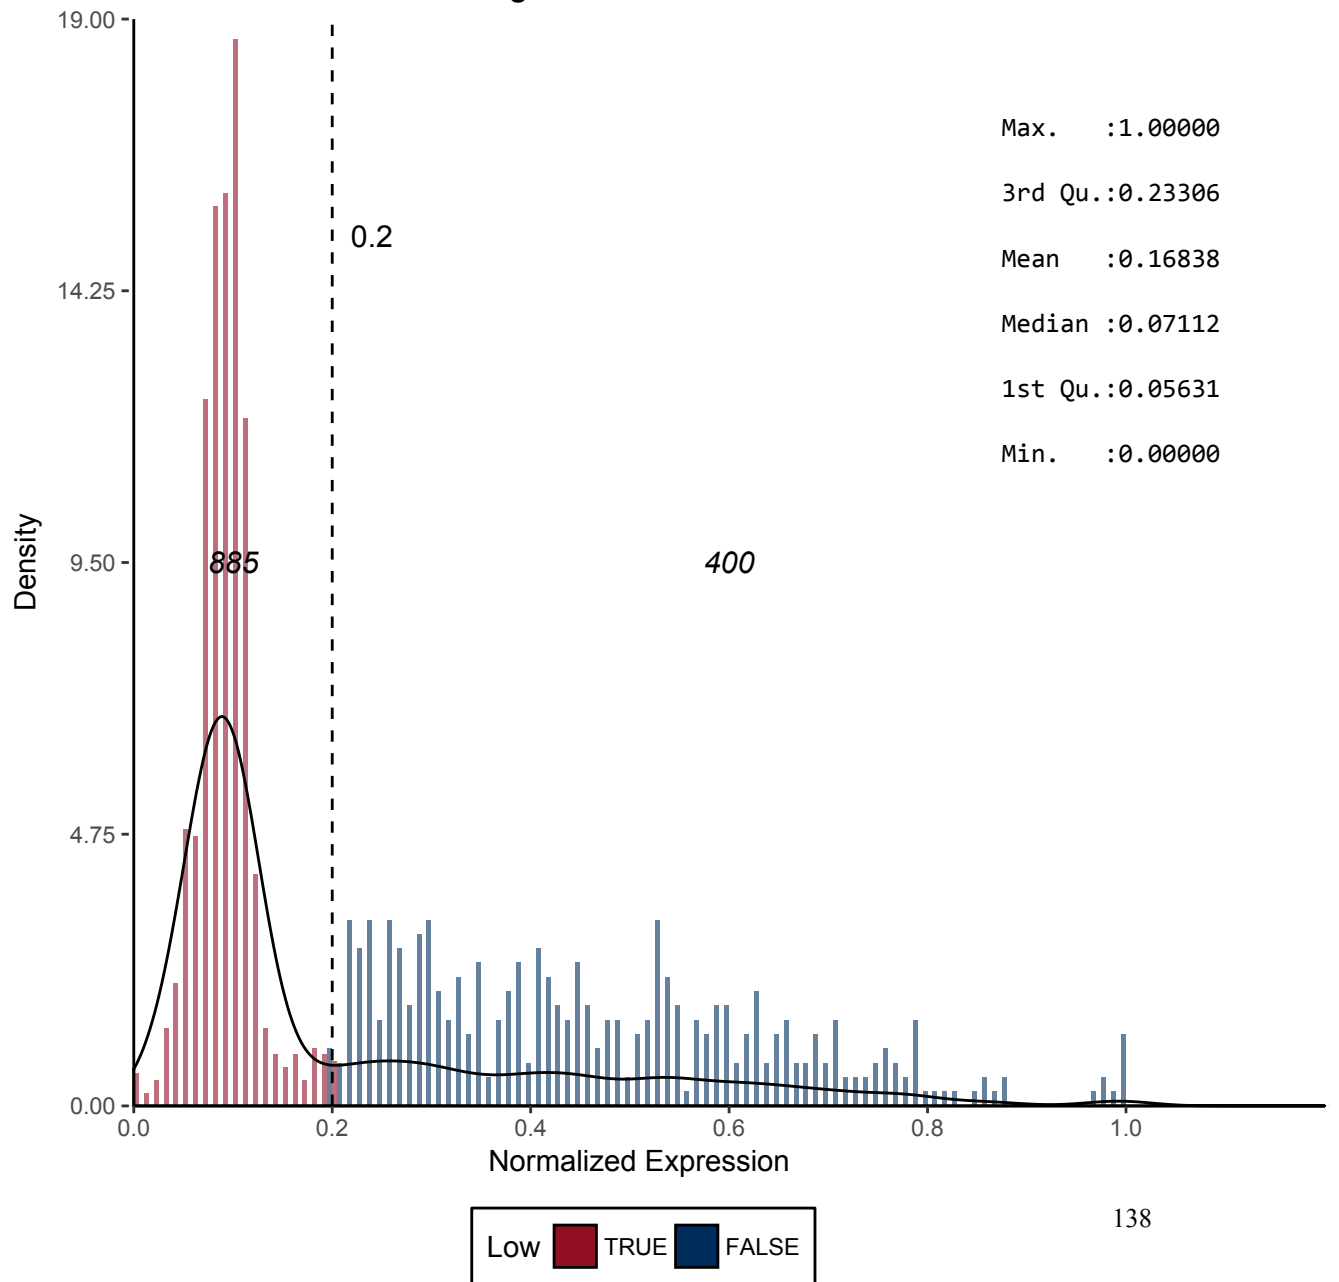 19.00
14.25
9.50
4.75
0.00
Density
0.2
885
400
Max.   :1.00000
3rd Qu.:0.23306
Mean   :0.16838
Median :0.07112
1st Qu.:0.05631
Min.   :0.00000
0.0 0.2 0.4 0.6 0.8 1.0
Normalized Expression
Low TRUE FALSE
138